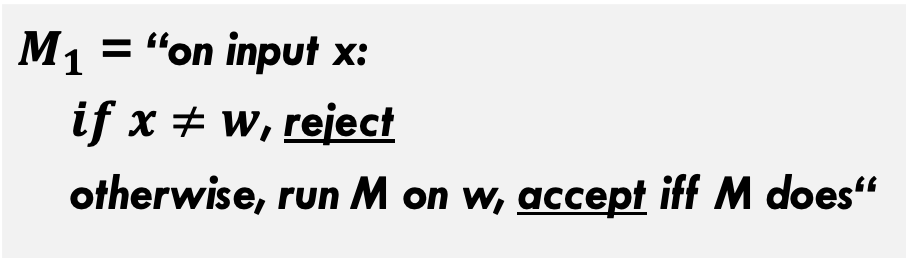 M₁ = “on input x:
if x ≠ w, reject
otherwise, run M on w, accept iff M does“